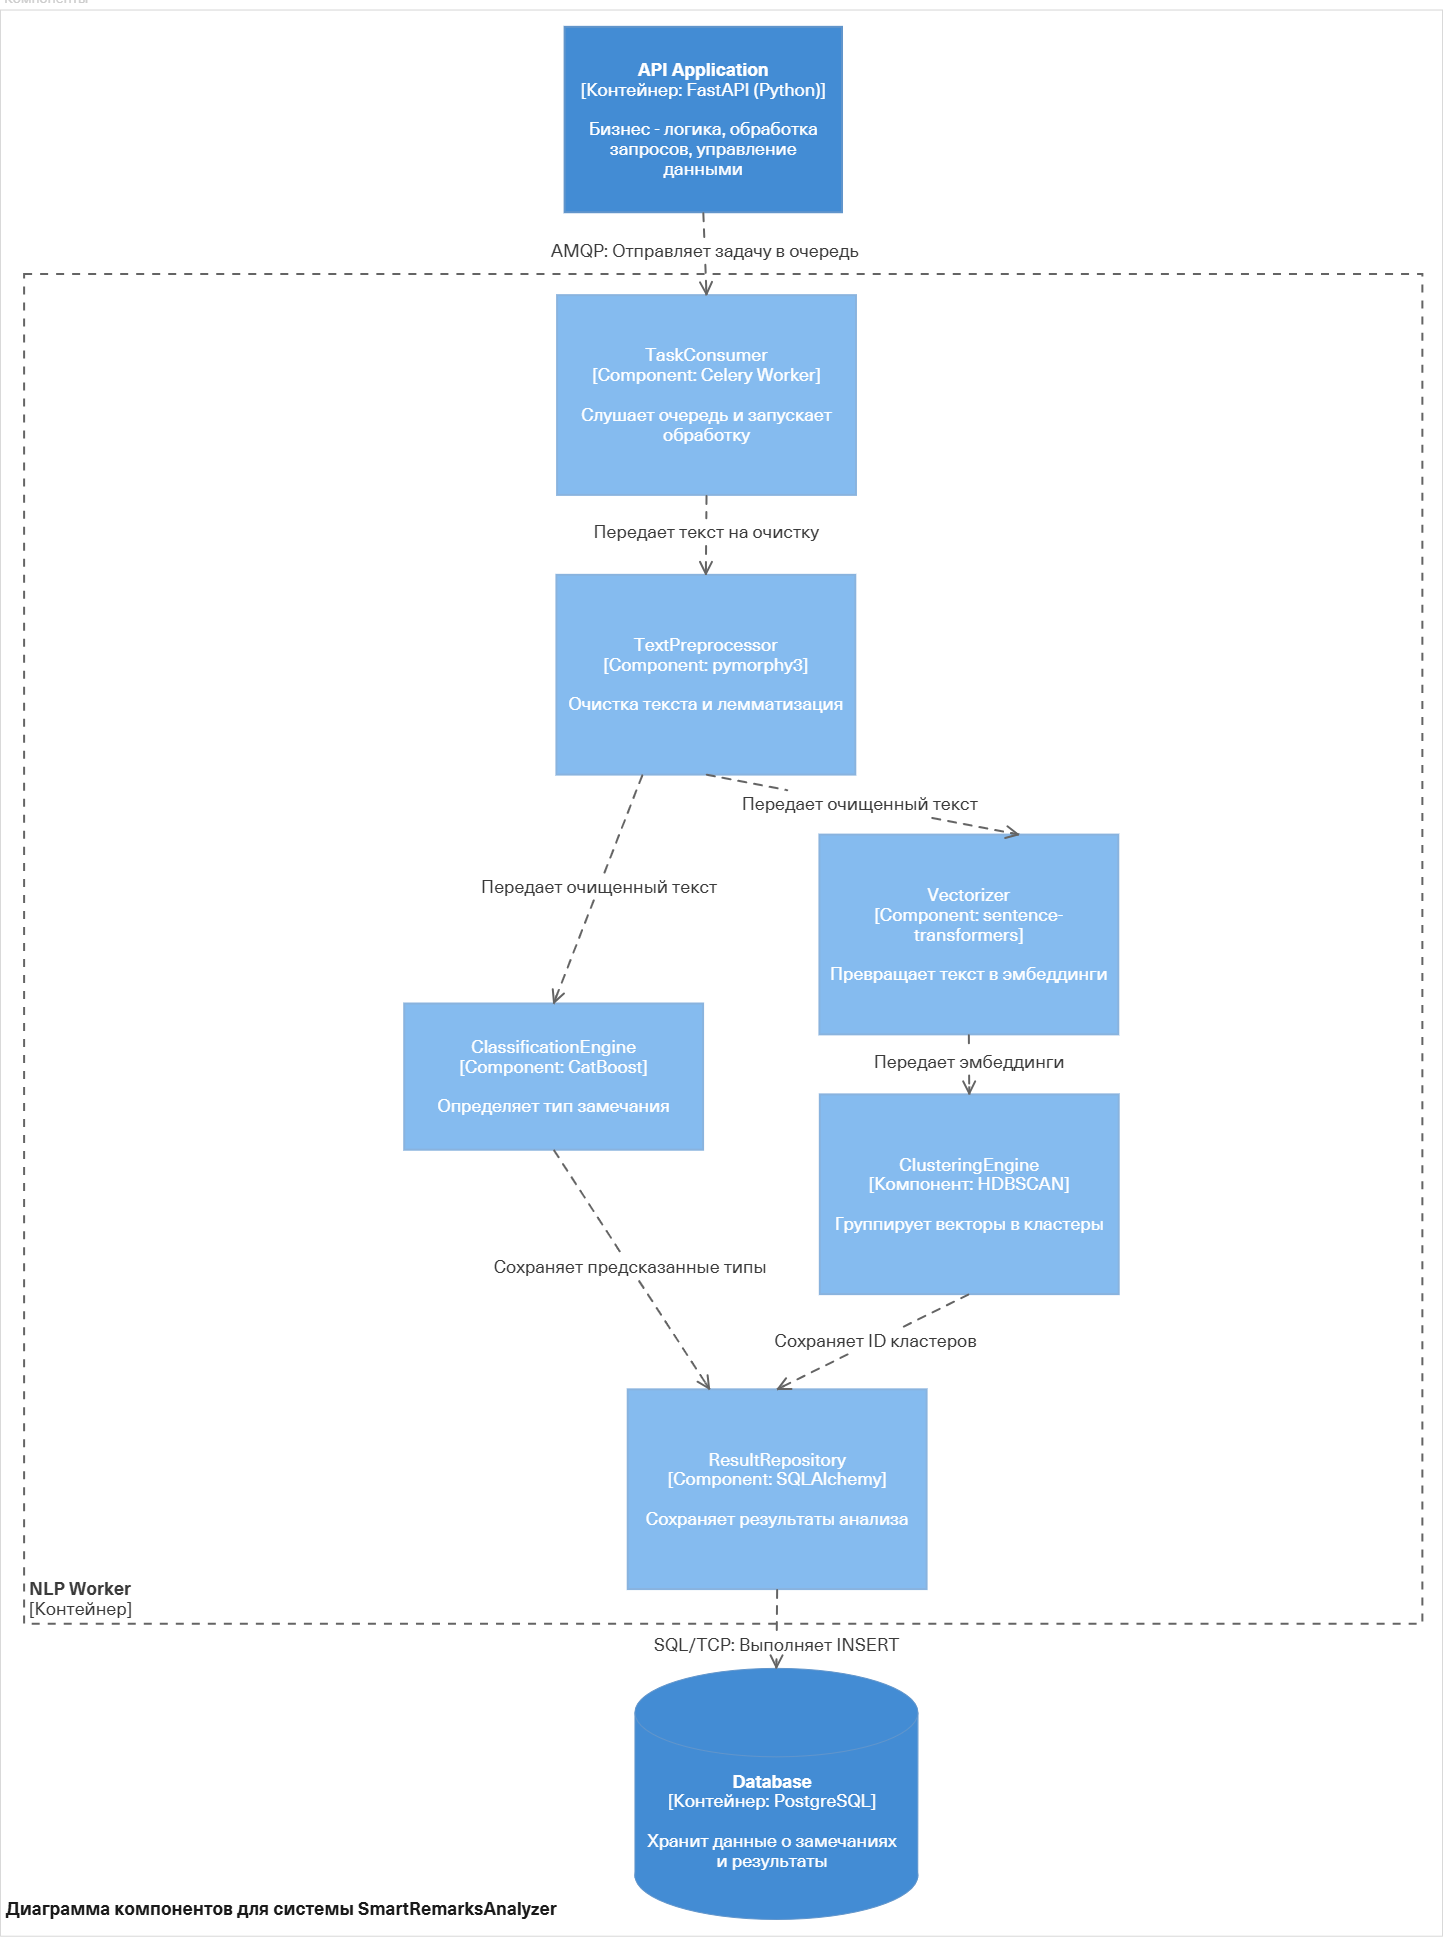 Компоненты
API Application
[Контейнер: FastAPI (Python)]
Бизнес - логика, обработка
запросов, управление
данными
AMQP: Отправляет задачу в очередь
TaskConsumer
[Component: Celery Worker]
Слушает очередь и запускает
обработку
Передает текст на очистку
TextPreprocessor
[Component: pymorphy3]
Очистка текста и лемматизация
Передает очищенный текст
Передает очищенный текст
Vectorizer
[Component: sentence-
transformers]
Превращает текст в эмбеддинги
ClassificationEngine
[Component: CatBoost]
Определяет тип замечания
Передает эмбеддинги
ClusteringEngine
[Компонент: HDBSCAN]
Группирует векторы в кластеры
Сохраняет предсказанные типы
Сохраняет ID кластеров
ResultRepository
[Component: SQLAlchemy]
Сохраняет результаты анализа
NLP Worker
[Контейнер]
SQL/TCP: Выполняет INSERT
Database
[Контейнер: PostgreSQL]
Хранит данные о замечаниях
и результаты
Диаграмма компонентов для системы SmartRemarksAnalyzer